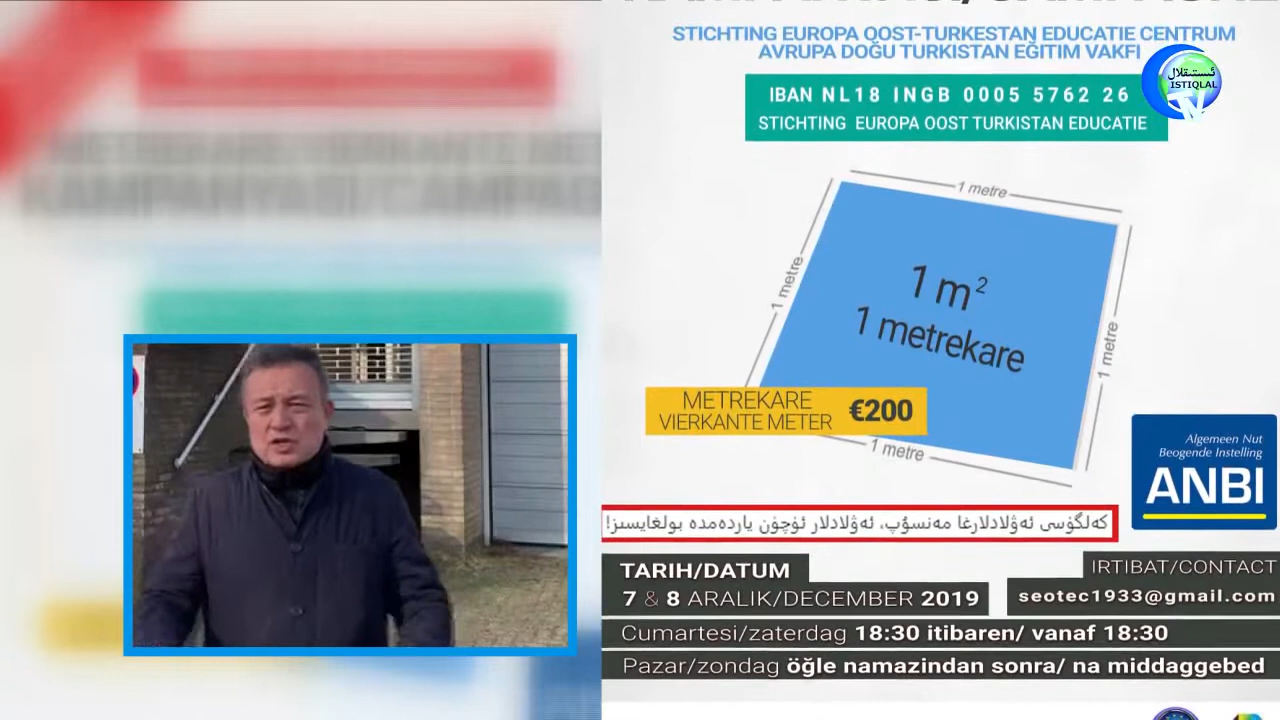 STICHTING EUROPA OOST-TURKESTAN EDUCATIE CENTRUM
AVRUPA DOĞU TURKISTAN EĞITIM VAKFI
ئىستىقلال
ISTIQLAL
TV
IBAN NL18 INGB 0005 5762 26
STICHTING EUROPA OOST TURKISTAN EDUCATIE
1 metre
1 metre
1 m²
1 metrekare
1 metre
METREKARE
VIERKANTE METER €200
1 metre
Algemeen Nut
Beogende Instelling
ANBI
كەلگۈسى ئەۋلادلارغا مەنسۇپ، ئەۋلادلار ئۈچۈن ياردەمدە بولغايسىز!
TARIH/DATUM
IRTIBAT/CONTACT
7 & 8 ARALIK/DECEMBER 2019
seotec1933@gmail.com
Cumartesi/zaterdag 18:30 itibaren/ vanaf 18:30
Pazar/zondag öğle namazindan sonra/ na middaggebed